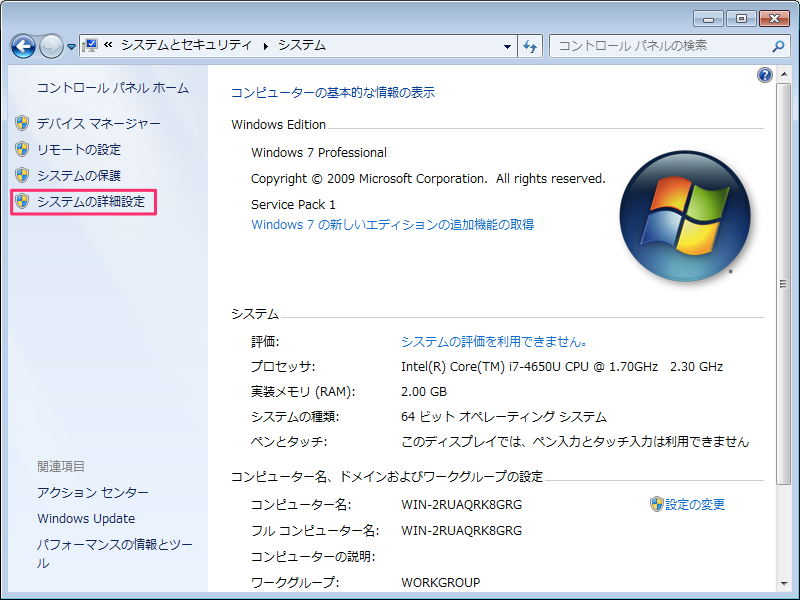 « システムとセキュリティ ▸ システム
コントロール パネルの検索
コントロール パネル ホーム
デバイス マネージャー
リモートの設定
システムの保護
システムの詳細設定
関連項目
アクション センター
Windows Update
パフォーマンスの情報とツー
ル
コンピューターの基本的な情報の表示
Windows Edition
Windows 7 Professional
Copyright © 2009 Microsoft Corporation. All rights reserved.
Service Pack 1
Windows 7 の新しいエディションの追加機能の取得
システム
評価: システムの評価を利用できません。
プロセッサ: Intel(R) Core(TM) i7-4650U CPU @ 1.70GHz 2.30 GHz
実装メモリ (RAM): 2.00 GB
システムの種類: 64 ビット オペレーティング システム
ペンとタッチ: このディスプレイでは、ペン入力とタッチ入力は利用できません
コンピューター名、ドメインおよびワークグループの設定
コンピューター名: WIN-2RUAQRK8GRG 設定の変更
フル コンピューター名: WIN-2RUAQRK8GRG
コンピューターの説明:
ワークグループ: WORKGROUP